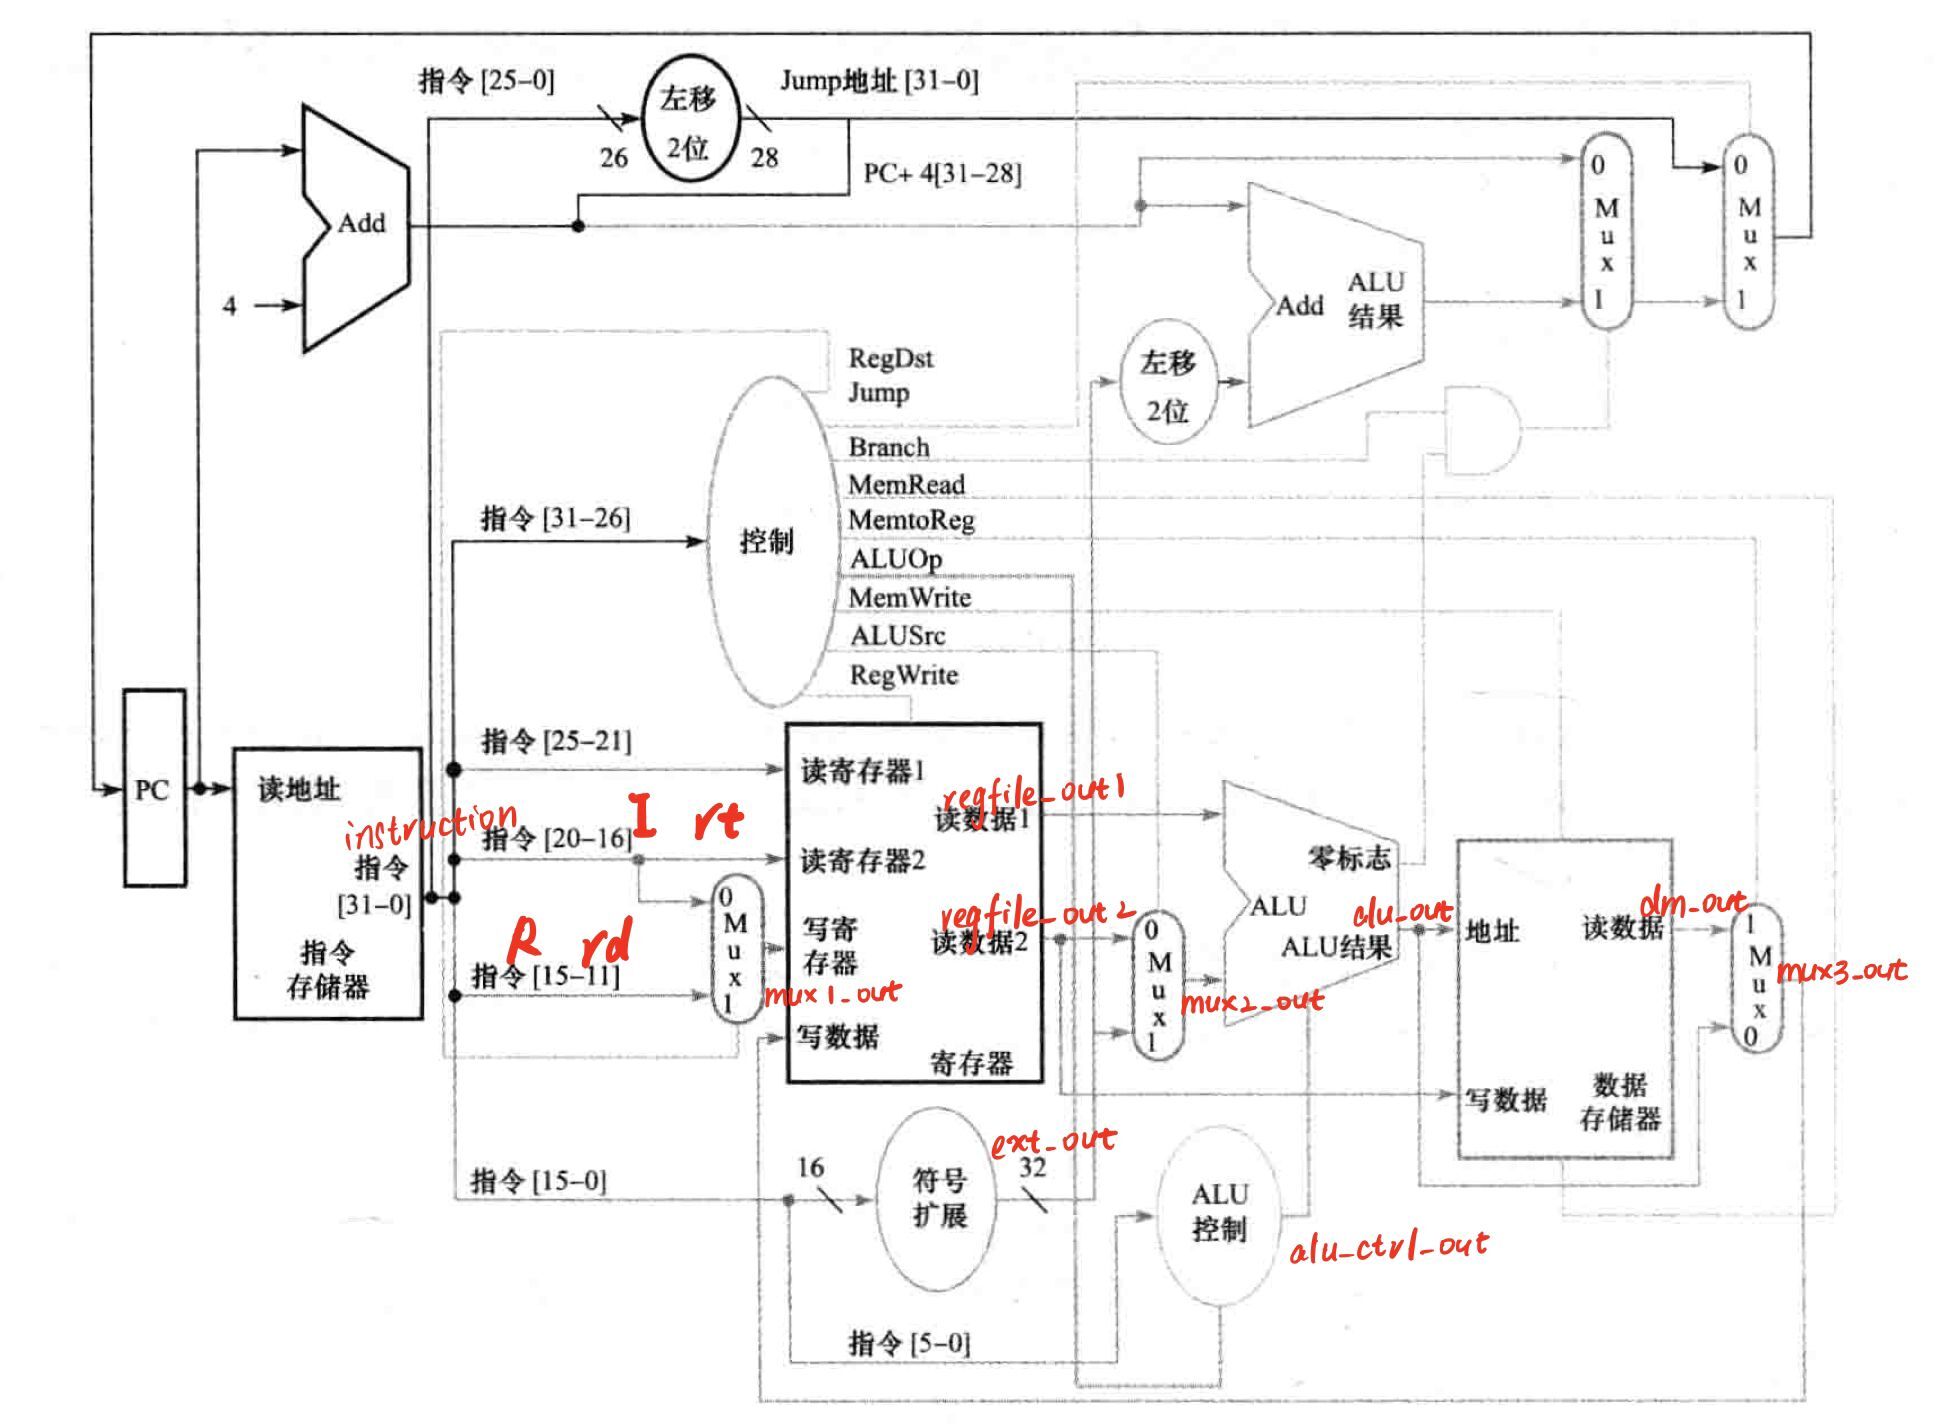 指令 [25-0]
左移
2位
26
28
Jump地址 [31-0]
PC+ 4[31-28]
Add
4
0
M
u
x
1
0
M
u
x
1
Add
ALU
结果
左移
2位
RegDst
Jump
Branch
MemRead
MemtoReg
ALUOp
MemWrite
ALUSrc
RegWrite
控制
指令 [31-26]
PC
读地址
instruction
指令
[31-0]
指令
存储器
指令 [25-21]
指令 [20-16]
I rt
R rd
指令 [15-11]
0
M
u
x
1
mux1_out
读寄存器1
regfile_out1
读数据1
读寄存器2
写寄
存器
regfile_out2
读数据2
写数据
寄存器
0
M
u
x
1
mux2_out
零标志
ALU
ALU结果
alu_out
地址
读数据
dm_out
写数据
数据
存储器
1
M
u
x
0
mux3_out
指令 [15-0]
16
符号
扩展
ext_out
32
ALU
控制
alu_ctrl_out
指令 [5-0]